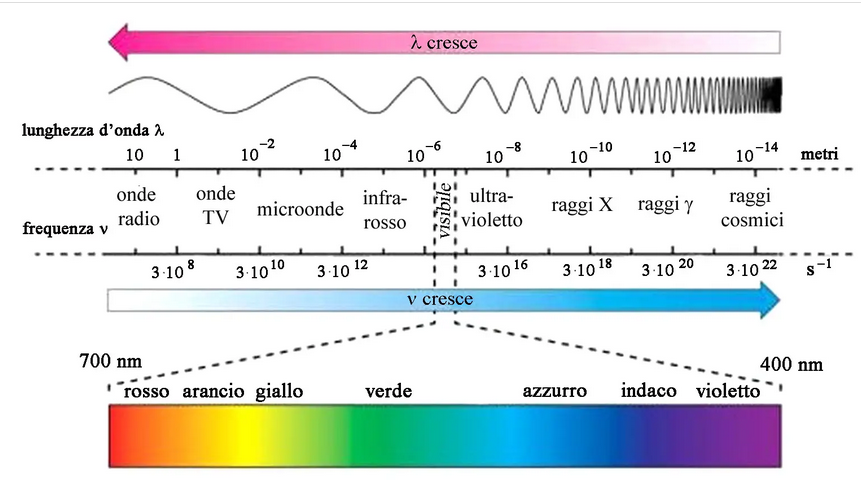 λ cresce
lunghezza d'onda λ
10 1 10⁻² 10⁻⁴ 10⁻⁶ 10⁻⁸ 10⁻¹⁰ 10⁻¹² 10⁻¹⁴ metri
onde radio
onde TV
microonde
infra-rosso
visibile
ultra-violetto
raggi X
raggi γ
raggi cosmici
frequenza ν
3·10⁸ 3·10¹⁰ 3·10¹² 3·10¹⁶ 3·10¹⁸ 3·10²⁰ 3·10²² s⁻¹
ν cresce
700 nm 400 nm
rosso arancio giallo verde azzurro indaco violetto